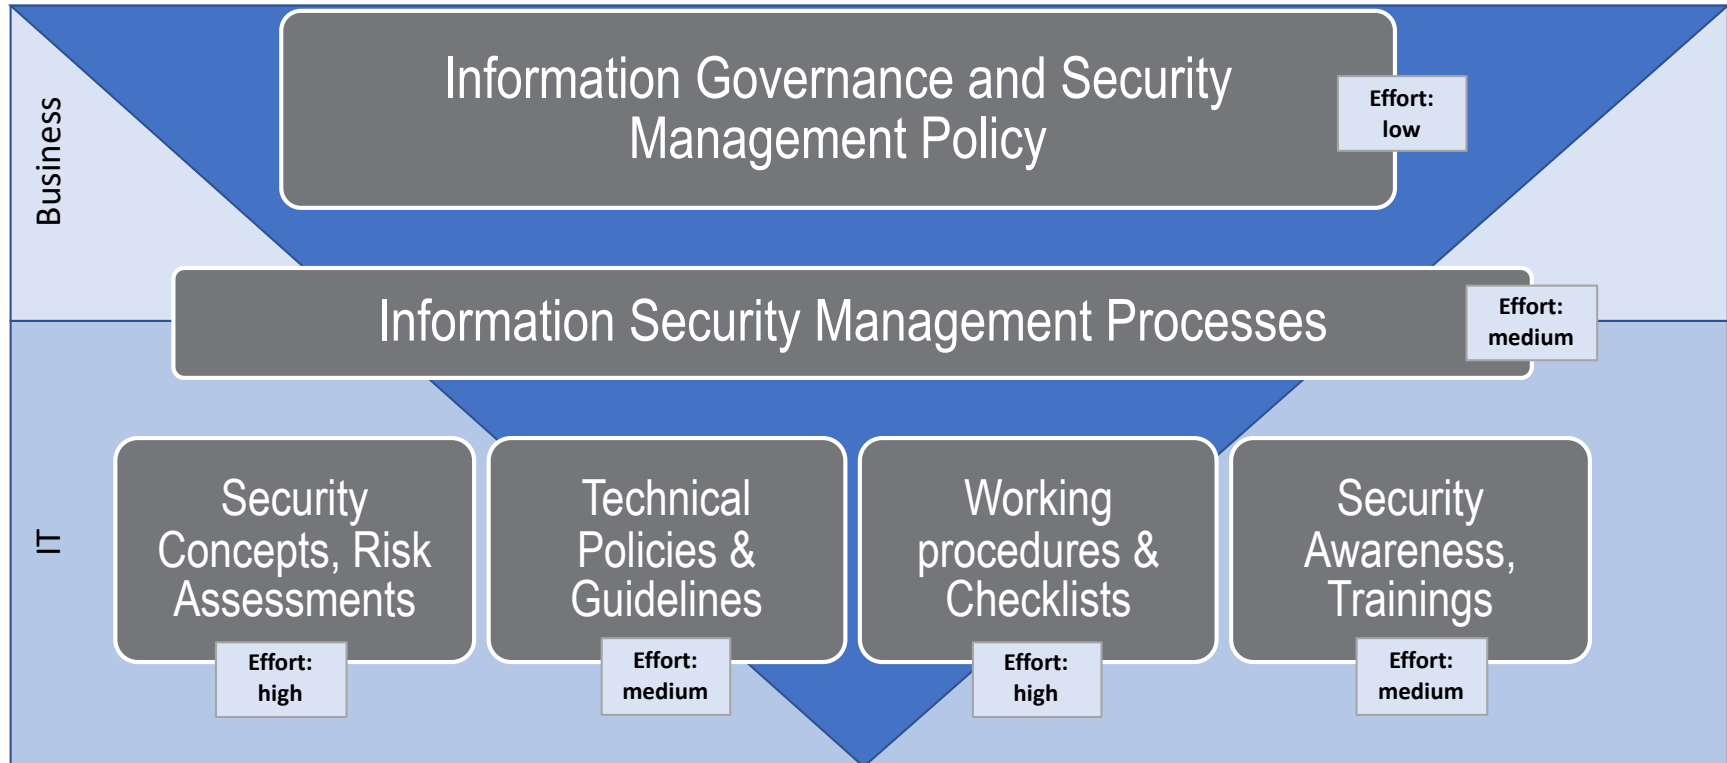 Business
Information Governance and Security
Management Policy
Effort:
low
Information Security Management Processes
Effort:
medium
IT
Security
Concepts, Risk
Assessments
Effort:
high
Technical
Policies &
Guidelines
Effort:
medium
Working
procedures &
Checklists
Effort:
high
Security
Awareness,
Trainings
Effort:
medium